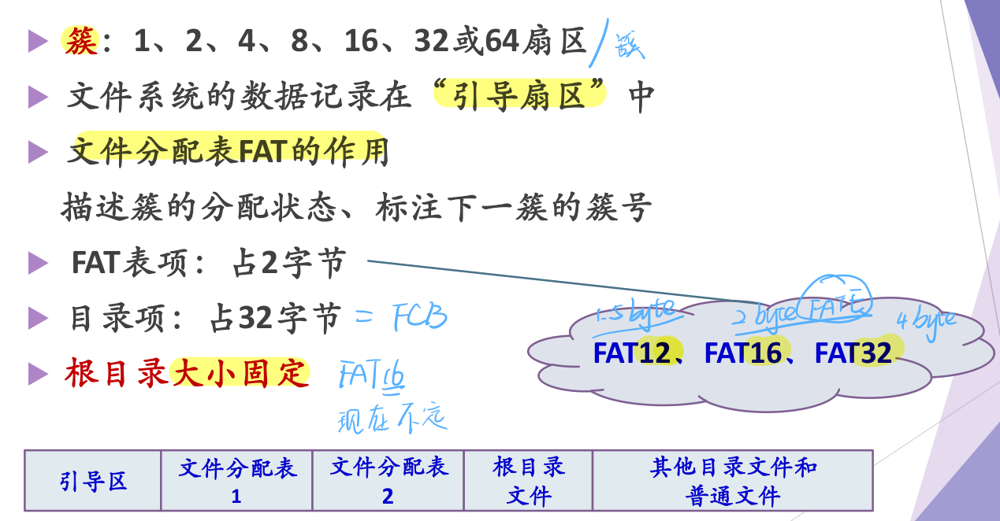 簇：1、2、4、8、16、32或64扇区/簇
文件系统的数据记录在“引导扇区”中
文件分配表FAT的作用
描述簇的分配状态、标注下一簇的簇号
FAT表项：占2字节
目录项：占32字节 = FCB
1.5 byte 2 byte FAT 4 byte
FAT12、FAT16、FAT32
根目录大小固定 FAT16
现在不定
引导区
文件分配表
1
文件分配表
2
根目录
文件
其他目录文件和
普通文件